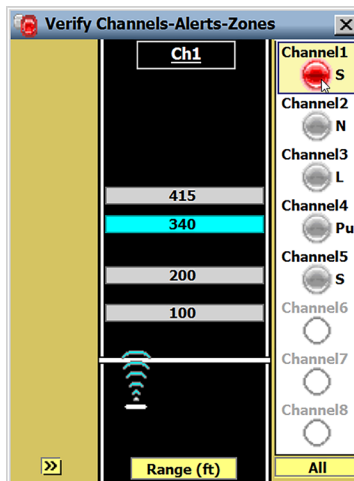 Verify Channels-Alerts-Zones
Ch1
415
340
200
100
Range (ft)
Channel1
S
Channel2
N
Channel3
L
Channel4
Pu
Channel5
S
Channel6
Channel7
Channel8
All